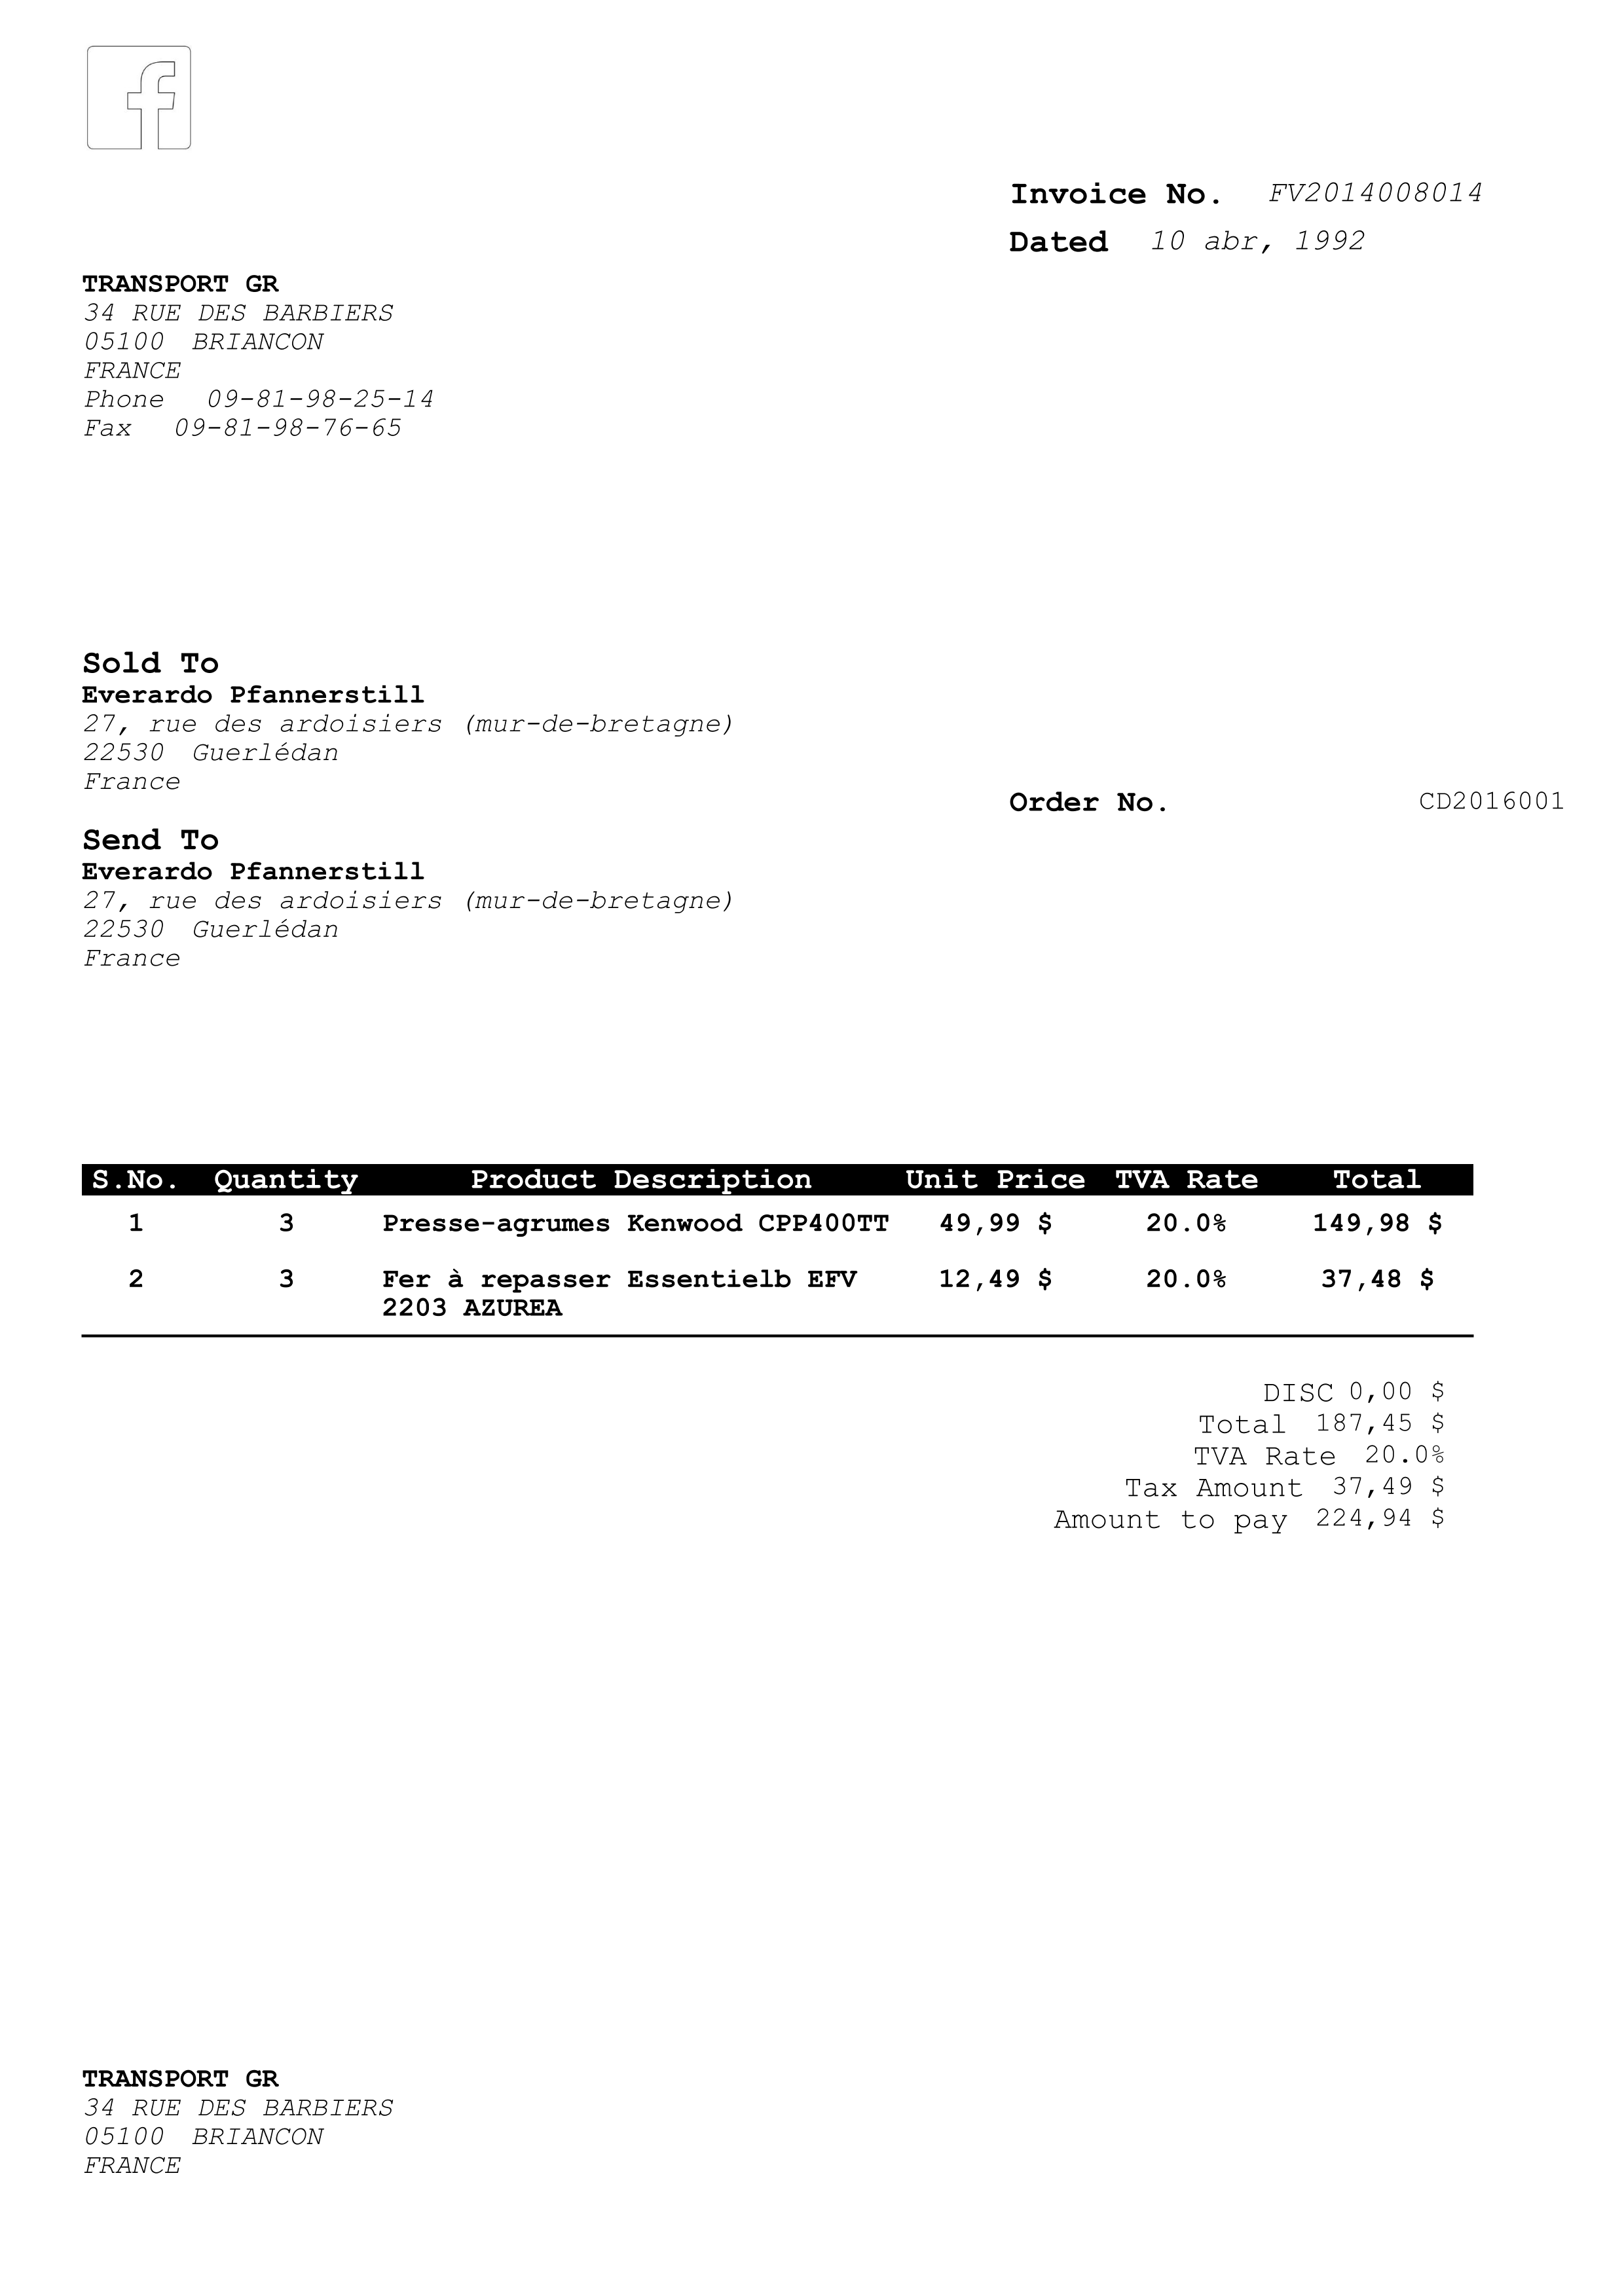 f
Invoice No. FV2014008014
Dated 10 abr, 1992
TRANSPORT GR
34 RUE DES BARBIERS
05100 BRIANCON
FRANCE
Phone 09-81-98-25-14
Fax 09-81-98-76-65
Sold To
Everardo Pfannerstill
27, rue des ardoisiers (mur-de-bretagne)
22530 Guerlédan
France
Order No. CD2016001
Send To
Everardo Pfannerstill
27, rue des ardoisiers (mur-de-bretagne)
22530 Guerlédan
France
S.No. Quantity Product Description Unit Price TVA Rate Total
1 3 Presse-agrumes Kenwood CPP400TT 49,99 $ 20.0% 149,98 $
2 3 Fer à repasser Essentielb EFV 12,49 $ 20.0% 37,48 $
2203 AZUREA
DISC 0,00 $
Total 187,45 $
TVA Rate 20.0%
Tax Amount 37,49 $
Amount to pay 224,94 $
TRANSPORT GR
34 RUE DES BARBIERS
05100 BRIANCON
FRANCE